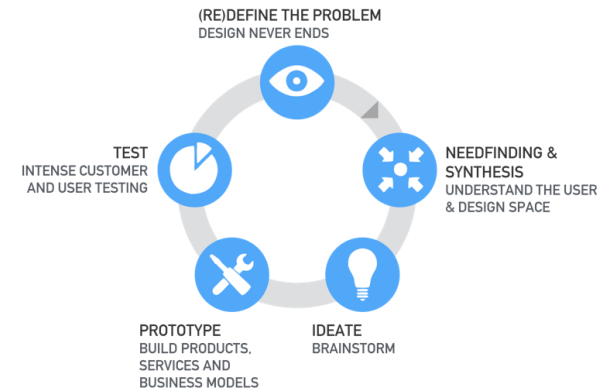 (RE)DEFINE THE PROBLEM
DESIGN NEVER ENDS
NEEDFINDING &
SYNTHESIS
UNDERSTAND THE USER
& DESIGN SPACE
IDEATE
BRAINSTORM
PROTOTYPE
BUILD PRODUCTS,
SERVICES AND
BUSINESS MODELS
TEST
INTENSE CUSTOMER
AND USER TESTING